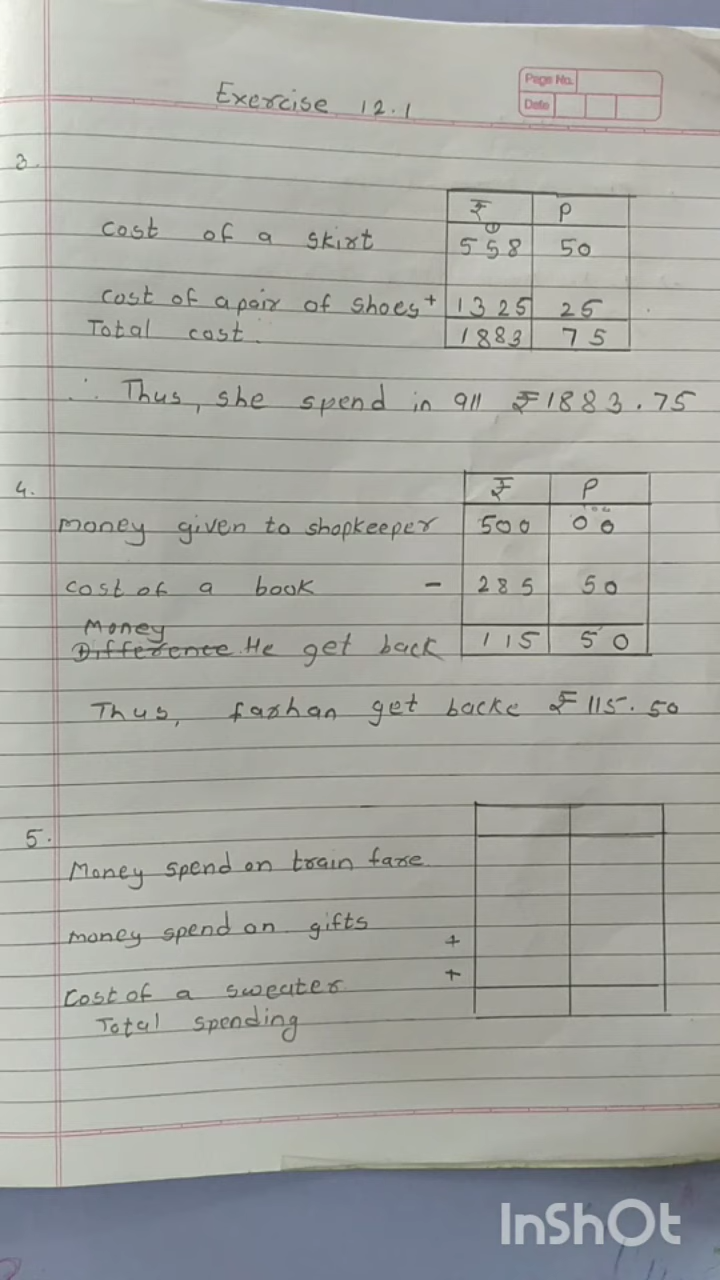 Exercise 12.1
Page No.
Date
3.
₹ P
①
Cost of a skirt 558 50
Cost of a pair of shoes + 1325 25
Total cost. 1883 75
∴ Thus, she spend in all ₹1883.75
4.
₹ P
Money given to shopkeeper 500 00
Cost of a book - 285 50
Money
Difference He get back 115 50
Thus, farhan get backe ₹115.50
5.
Money spend on train fare
Money spend on gifts +
Cost of a sweater +
Total spending
InShOt